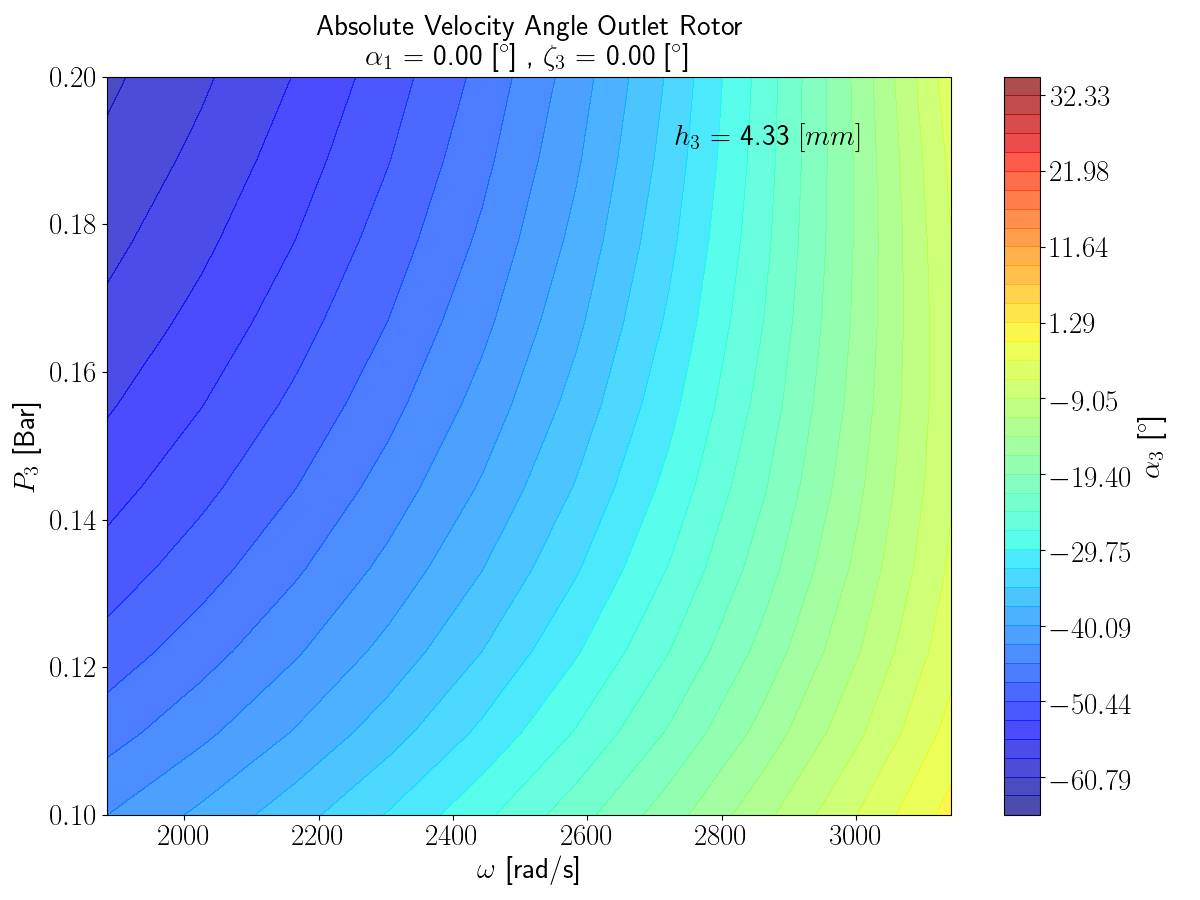 Absolute Velocity Angle Outlet Rotor
α₁ = 0.00 [°] , ζ₃ = 0.00 [°]
h₃ = 4.33 [mm]
P₃ [Bar]
0.20
0.18
0.16
0.14
0.12
0.10
2000 2200 2400 2600 2800 3000
ω [rad/s]
32.33
21.98
11.64
1.29
−9.05
−19.40
−29.75
−40.09
−50.44
−60.79
α₃ [°]